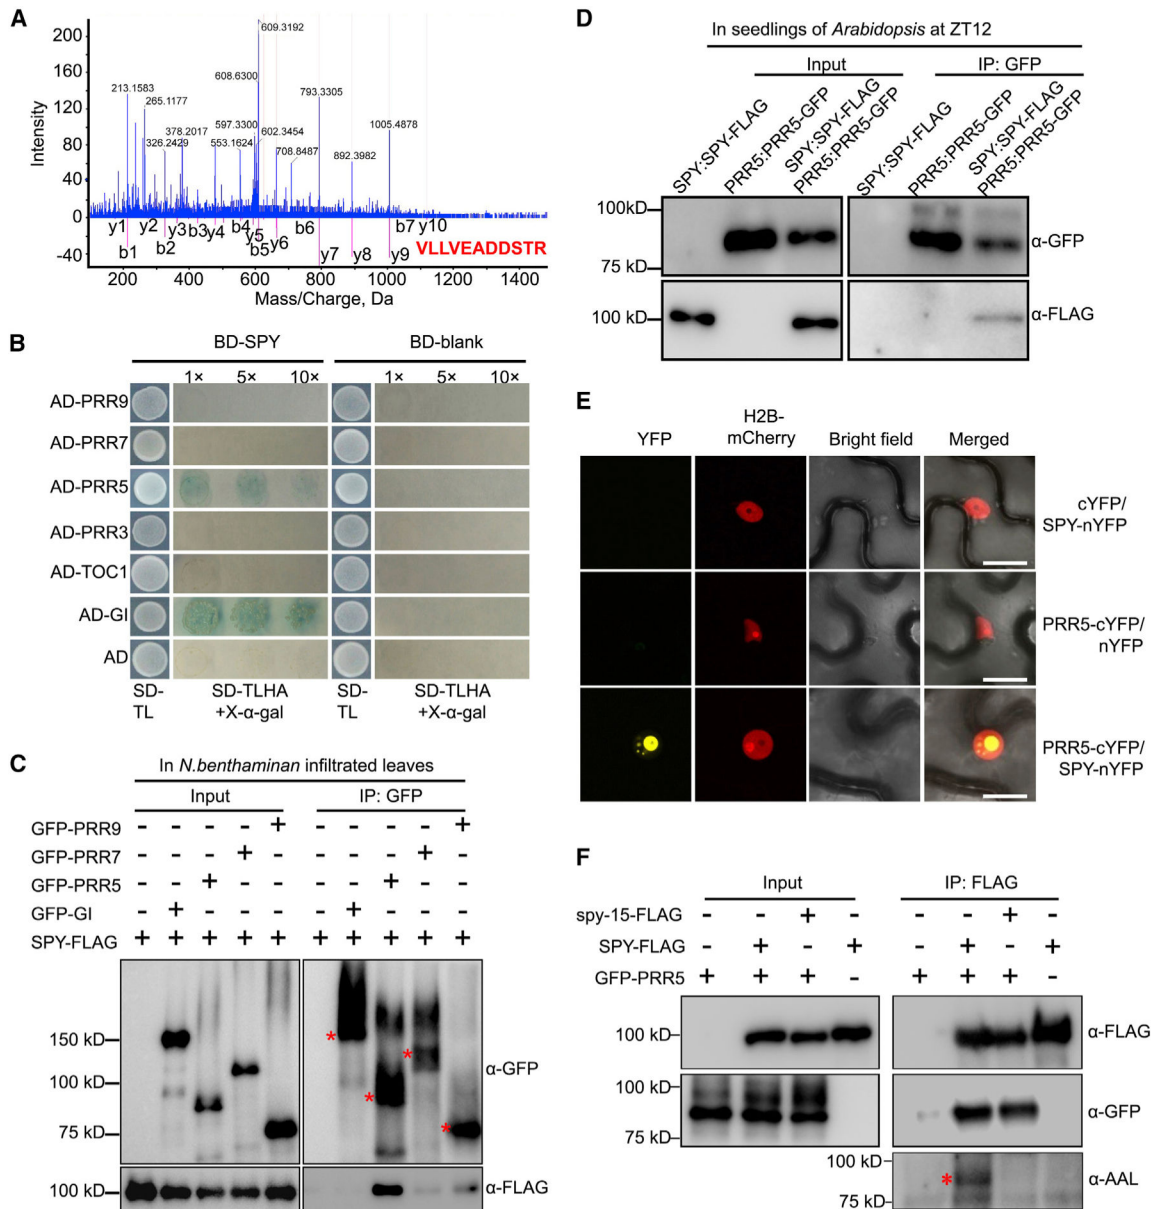 A
200
160
120
80
40
0
-40
Intensity
609.3192
608.6300
213.1583
265.1177
793.3305
1005.4878
597.3300
378.2017
602.3454
326.2429
553.1624
708.8487
892.3982
y1 y2 y3 b3 y4 b4 y5 b6 b7 y10
b1 b2 b5 y6 y7 y8 y9
VLLVEADDSTR
200 400 600 800 1000 1200 1400
Mass/Charge, Da
B
BD-SPY BD-blank
1× 5× 10× 1× 5× 10×
AD-PRR9
AD-PRR7
AD-PRR5
AD-PRR3
AD-TOC1
AD-GI
AD
SD-TL SD-TLHA SD-TL SD-TLHA
+X-α-gal +X-α-gal
C
In N.benthaminan infiltrated leaves
Input IP: GFP
GFP-PRR9 - - - - + - - - - +
GFP-PRR7 - - - + - - - - + -
GFP-PRR5 - - + - - - - + - -
GFP-GI - + - - - - + - - -
SPY-FLAG + + + + + + + + + +
150 kD
100 kD
75 kD
* * * *
α-GFP
100 kD
α-FLAG
D
In seedlings of Arabidopsis at ZT12
Input IP: GFP
SPY:SPY-FLAG
PRR5:PRR5-GFP
SPY:SPY-FLAG
PRR5:PRR5-GFP
SPY:SPY-FLAG
PRR5:PRR5-GFP
SPY:SPY-FLAG
PRR5:PRR5-GFP
100kD
75 kD
α-GFP
100 kD
α-FLAG
E
YFP H2B-mCherry Bright field Merged
cYFP/
SPY-nYFP
PRR5-cYFP/
nYFP
PRR5-cYFP/
SPY-nYFP
F
Input IP: FLAG
spy-15-FLAG - - + - - - + -
SPY-FLAG - + - + - + - +
GFP-PRR5 + + + - + + + -
100 kD
α-FLAG
100 kD
75 kD
α-GFP
100 kD
75 kD
*
α-AAL